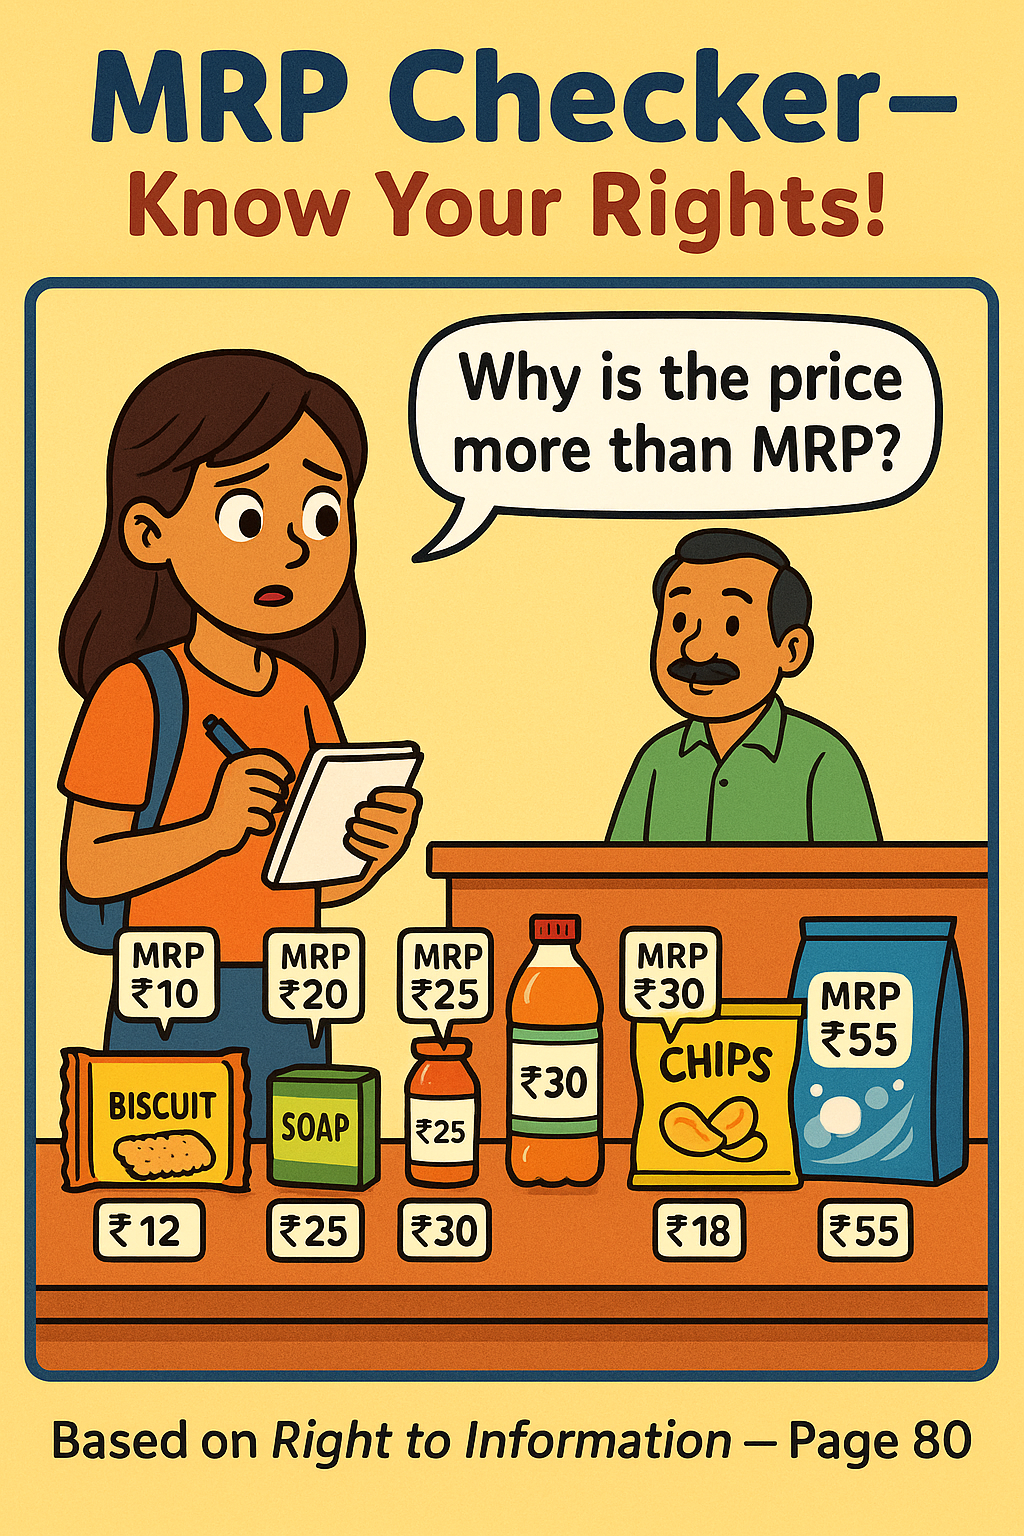 MRP Checker–
Know Your Rights!
Why is the price
more than MRP?
MRP
₹10
MRP
₹20
MRP
₹25
MRP
₹30
MRP
₹55
BISCUIT
SOAP
₹25
₹30
CHIPS
₹12
₹25
₹30
₹18
₹55
Based on Right to Information – Page 80